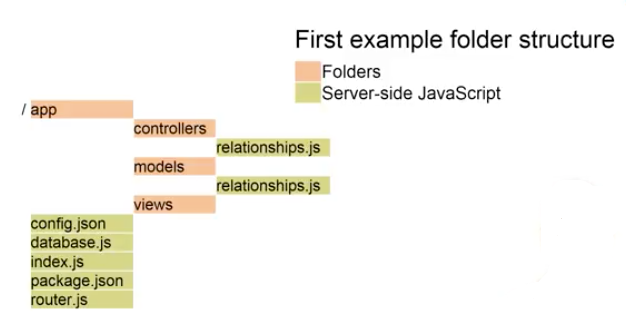 First example folder structure
Folders
Server-side JavaScript
/ app
controllers
relationships.js
models
relationships.js
views
config.json
database.js
index.js
package.json
router.js